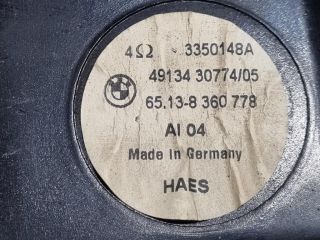 4Ω 3350148A
49134 30774/05
65.13-8 360 778
AI 04
Made in Germany
HAES